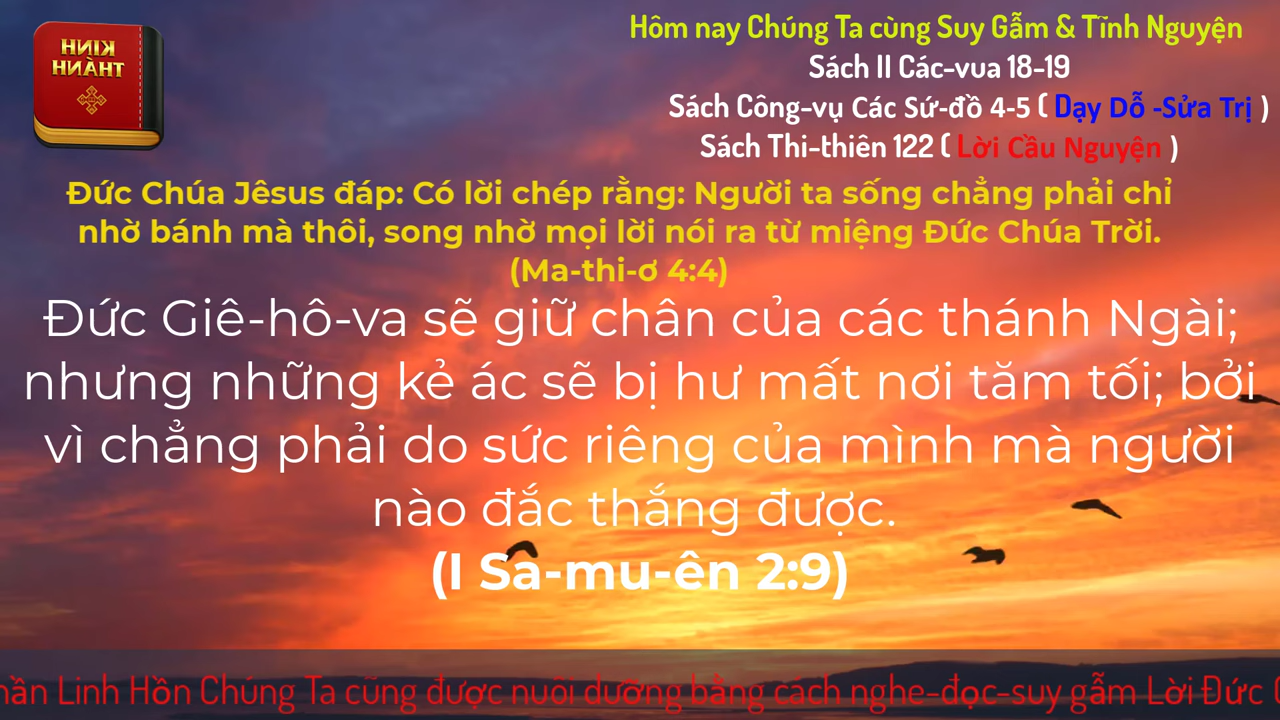 KINH
THÀNH
Hôm nay Chúng Ta cùng Suy Gẫm & Tĩnh Nguyện
Sách II Các-vua 18-19
Sách Công-vụ Các Sứ-đồ 4-5 ( Dạy Dỗ -Sửa Trị )
Sách Thi-thiên 122 ( Lời Cầu Nguyện )
Đức Chúa Jêsus đáp: Có lời chép rằng: Người ta sống chẳng phải chỉ
nhờ bánh mà thôi, song nhờ mọi lời nói ra từ miệng Đức Chúa Trời.
(Ma-thi-ơ 4:4)
Đức Giê-hô-va sẽ giữ chân của các thánh Ngài;
nhưng những kẻ ác sẽ bị hư mất nơi tăm tối; bởi
vì chẳng phải do sức riêng của mình mà người
nào đắc thắng được.
(I Sa-mu-ên 2:9)
Linh Hồn Chúng Ta cũng được nuôi dưỡng bằng cách nghe-đọc-suy gẫm Lời Đức